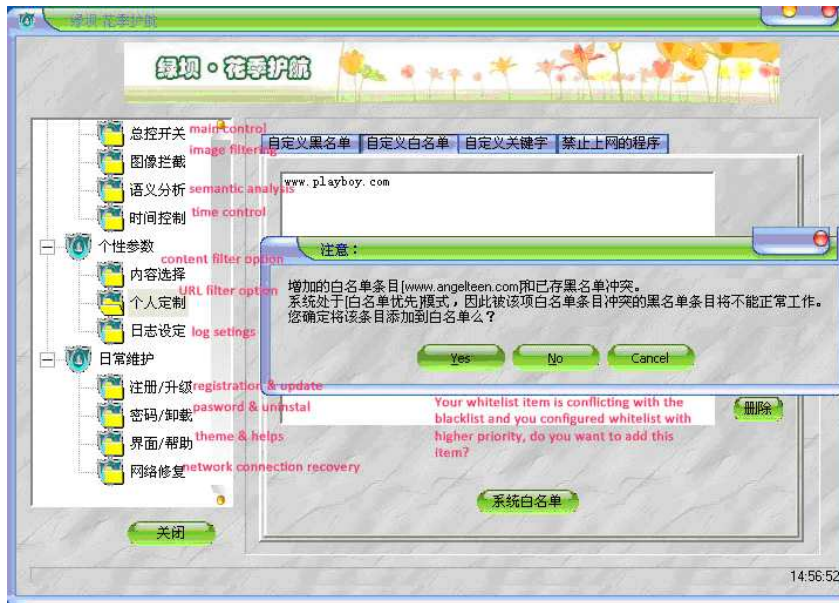 绿坝·花季护航
绿坝·花季护航
总控开关 main control
image filtering
图像拦截
语义分析 semantic analysis
时间控制 time control
个性参数
content filter option
内容选择
URL filter option
个人定制
日志设定 log setings
日常维护
注册/升级 registration & update
密码/卸载 pasword & uninstal
界面/帮助 theme & helps
网络修复 network connection recovery
关闭
自定义黑名单 自定义白名单 自定义关键字 禁止上网的程序
www.playboy.com
注意：
增加的白名单条目[www.angelteen.com]和已存黑名单冲突。
系统处于[白名单优先]模式，因此被该项白名单条目冲突的黑名单条目将不能正常工作。
您确定将该条目添加到白名单么？
Yes No Cancel
Your whitelist item is conflicting with the
blacklist and you configured whitelist with
higher priority, do you want to add this
item?
删除
系统白名单
14:56:52